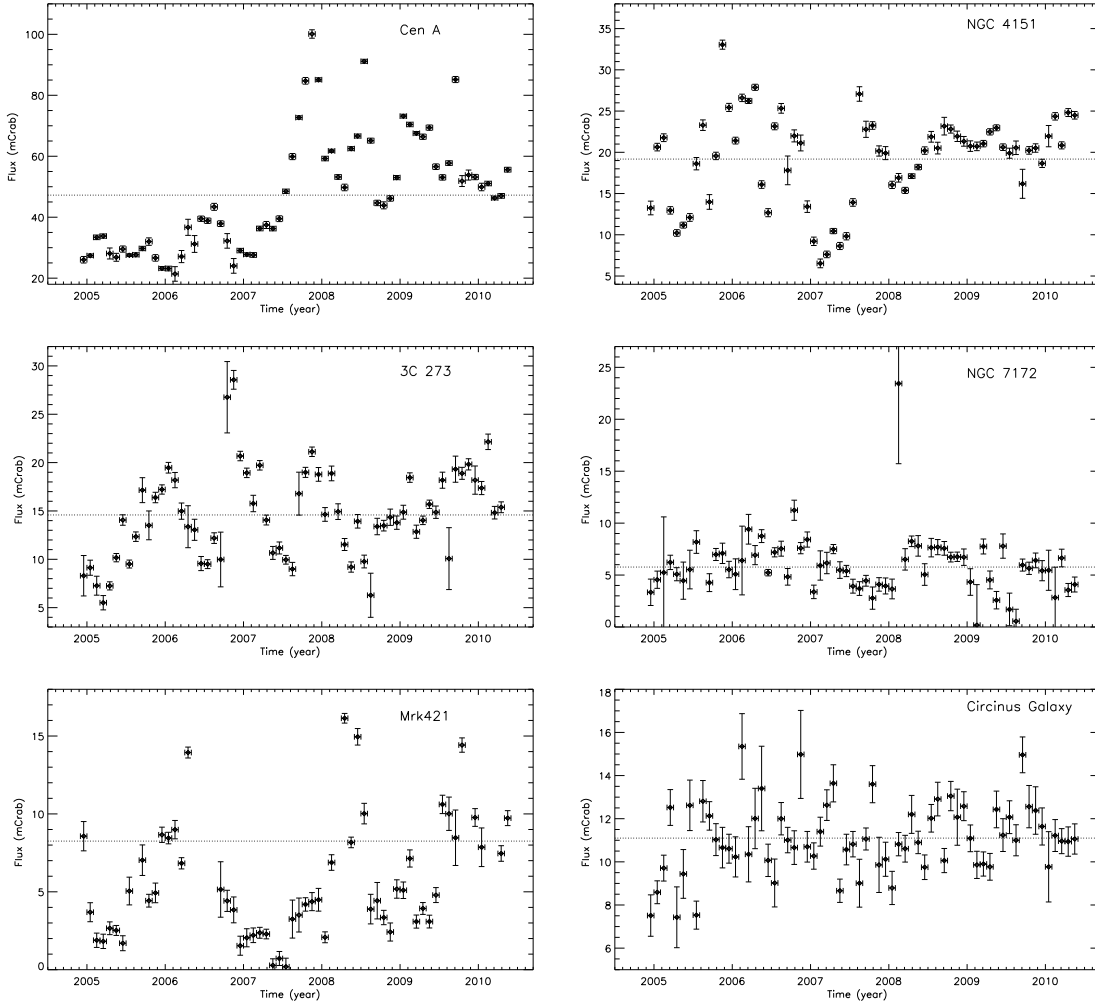 Cen A
100
80
60
40
20
Flux (mCrab)
2005 2006 2007 2008 2009 2010
Time (year)
NGC 4151
35
30
25
20
15
10
5
Flux (mCrab)
2005 2006 2007 2008 2009 2010
Time (year)
3C 273
30
25
20
15
10
5
Flux (mCrab)
2005 2006 2007 2008 2009 2010
Time (year)
NGC 7172
25
20
15
10
5
0
Flux (mCrab)
2005 2006 2007 2008 2009 2010
Time (year)
Mrk421
15
10
5
0
Flux (mCrab)
2005 2006 2007 2008 2009 2010
Time (year)
Circinus Galaxy
18
16
14
12
10
8
6
Flux (mCrab)
2005 2006 2007 2008 2009 2010
Time (year)